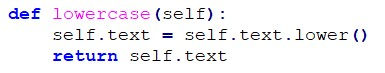 def lowercase(self):
    self.text = self.text.lower()
    return self.text